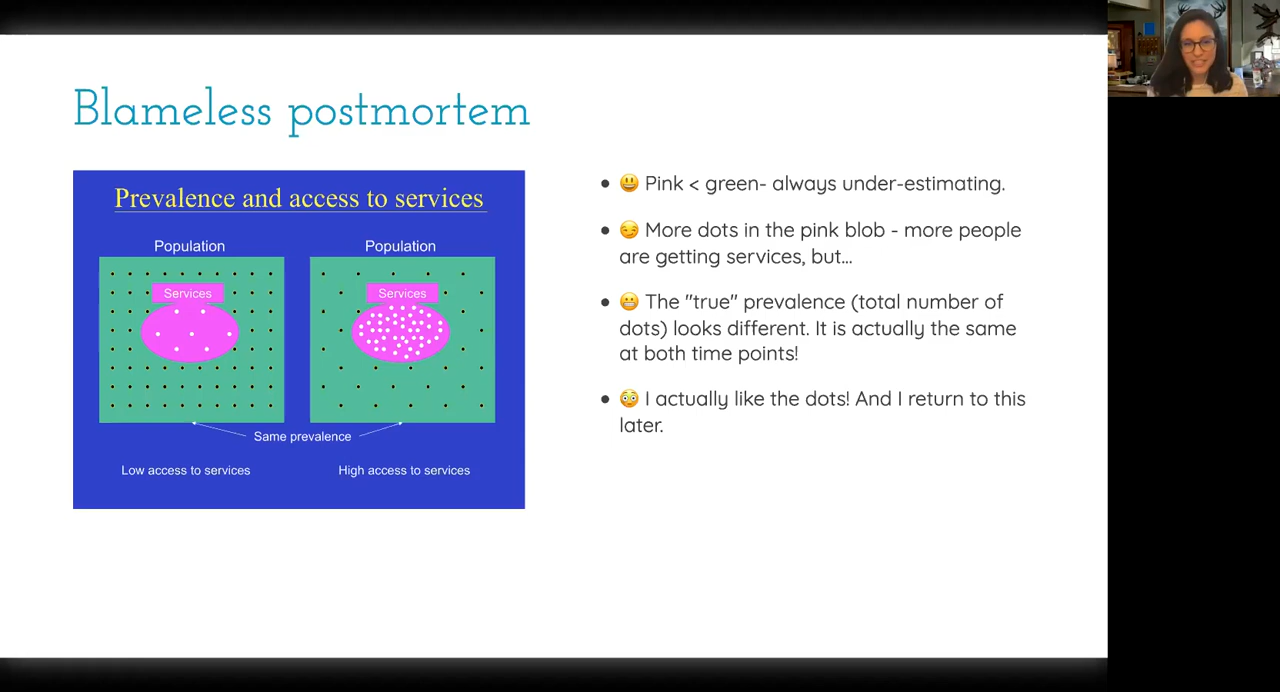 Blameless postmortem
Prevalence and access to services
Population
Population
Services
Services
Same prevalence
Low access to services
High access to services
• 😃 Pink < green- always under-estimating.
• 😏 More dots in the pink blob - more people
are getting services, but...
• 😬 The "true" prevalence (total number of
dots) looks different. It is actually the same
at both time points!
• 😳 I actually like the dots! And I return to this
later.